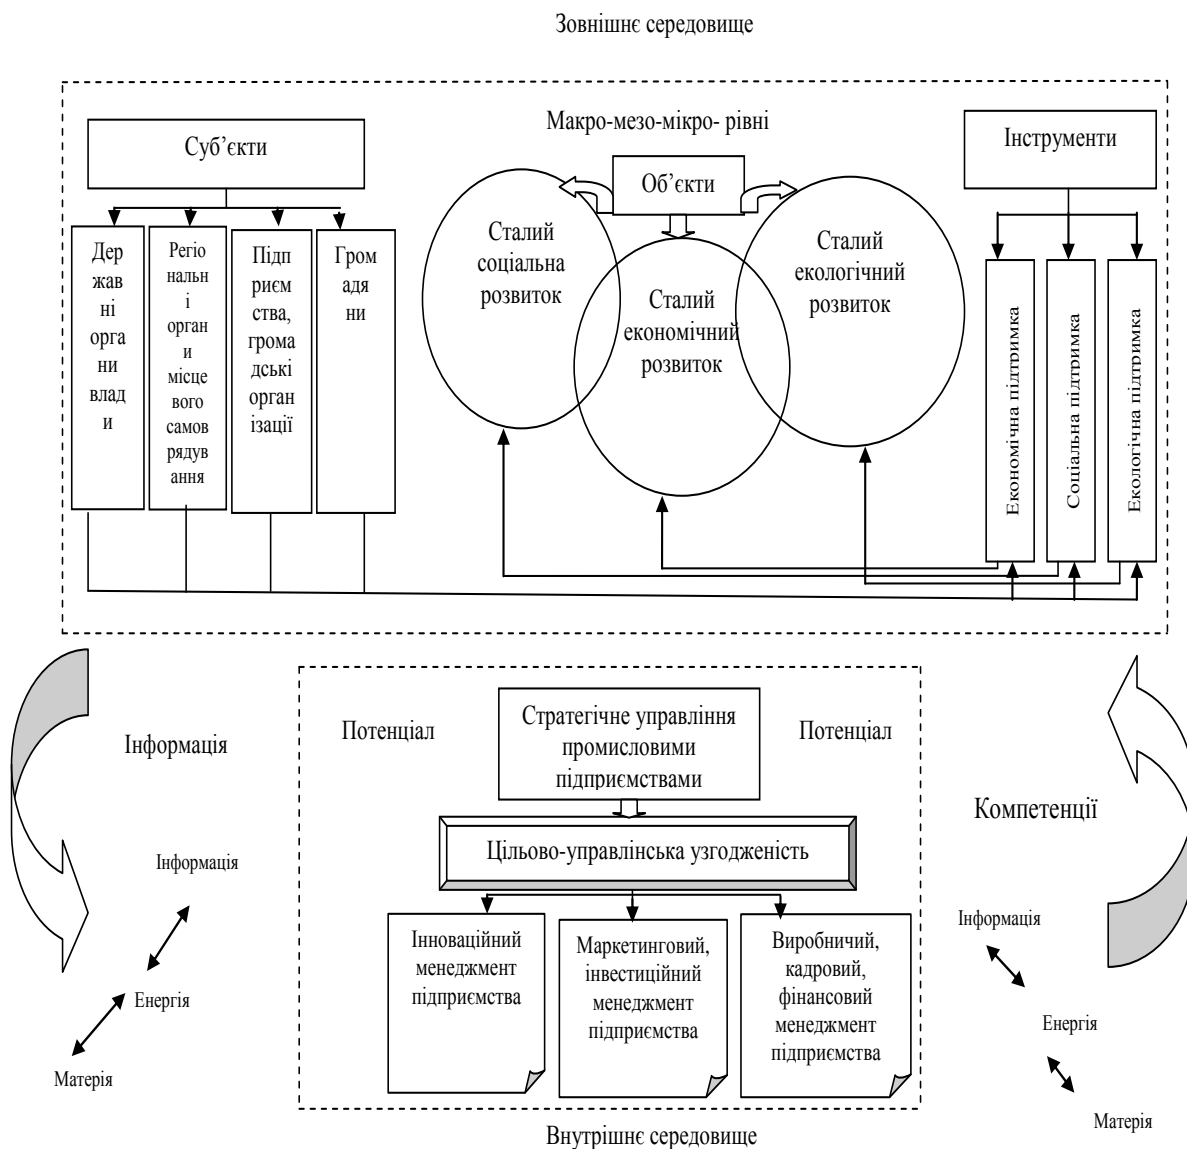 Зовнішнє середовище
Макро-мезо-мікро- рівні
Суб’єкти
Дер
жав
ні
орга
ни
влад
и
Регіо
нальн
і
орган
и
місце
вого
самов
рядув
ання
Підп
риєм
ства,
грома
дські
орган
ізації
Гром
адя
ни
Об’єкти
Сталий
соціальна
розвиток
Сталий
економічний
розвиток
Сталий
екологічний
розвиток
Інструменти
Економічна підтримка
Соціальна підтримка
Екологічна підтримка
Інформація
Інформація
Енергія
Матерія
Потенціал
Стратегічне управління
промисловими
підприємствами
Потенціал
Цільово-управлінська узгодженість
Інноваційний
менеджмент
підприємства
Маркетинговий,
інвестиційний
менеджмент
підприємства
Виробничий,
кадровий,
фінансовий
менеджмент
підприємства
Компетенції
Інформація
Енергія
Матерія
Внутрішнє середовище